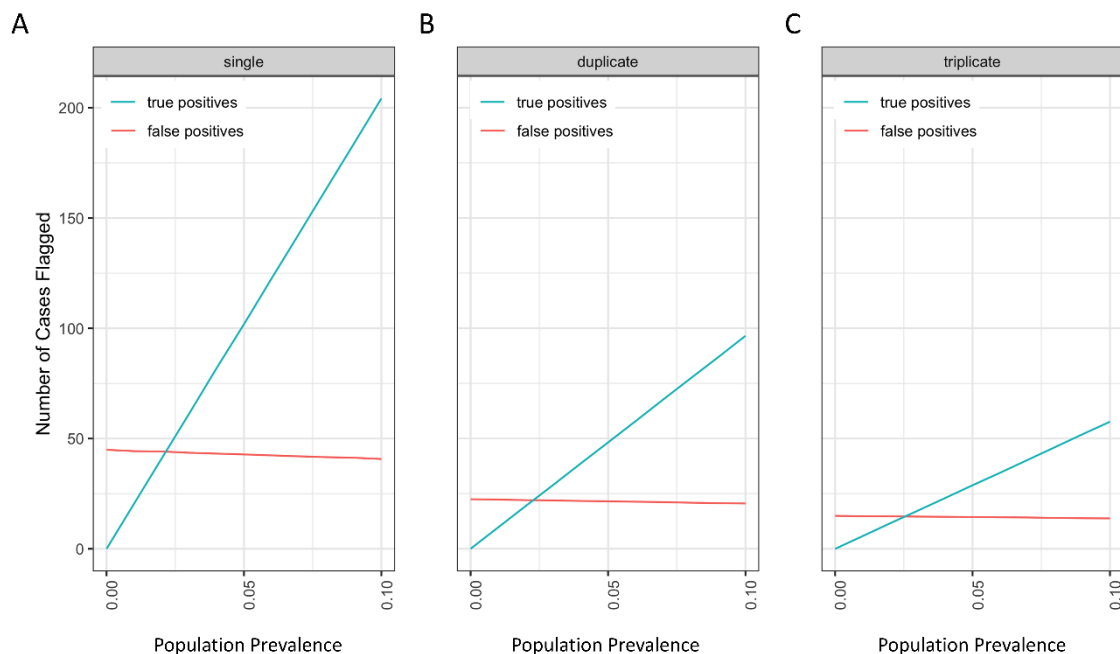 A
B
C
single
duplicate
triplicate
true positives
false positives
true positives
false positives
true positives
false positives
Number of Cases Flagged
200
150
100
50
0
0.00
0.05
0.10
0.00
0.05
0.10
0.00
0.05
0.10
Population Prevalence
Population Prevalence
Population Prevalence